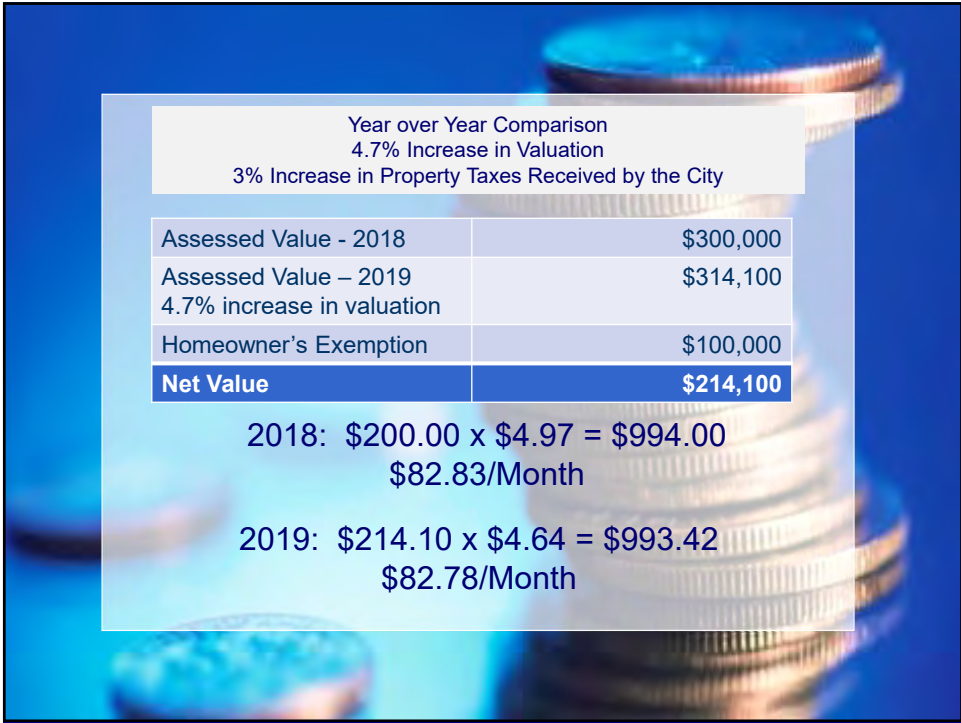 Year over Year Comparison
4.7% Increase in Valuation
3% Increase in Property Taxes Received by the City
Assessed Value - 2018 $300,000
Assessed Value – 2019 $314,100
4.7% increase in valuation
Homeowner’s Exemption $100,000
Net Value $214,100
2018: $200.00 x $4.97 = $994.00
$82.83/Month
2019: $214.10 x $4.64 = $993.42
$82.78/Month